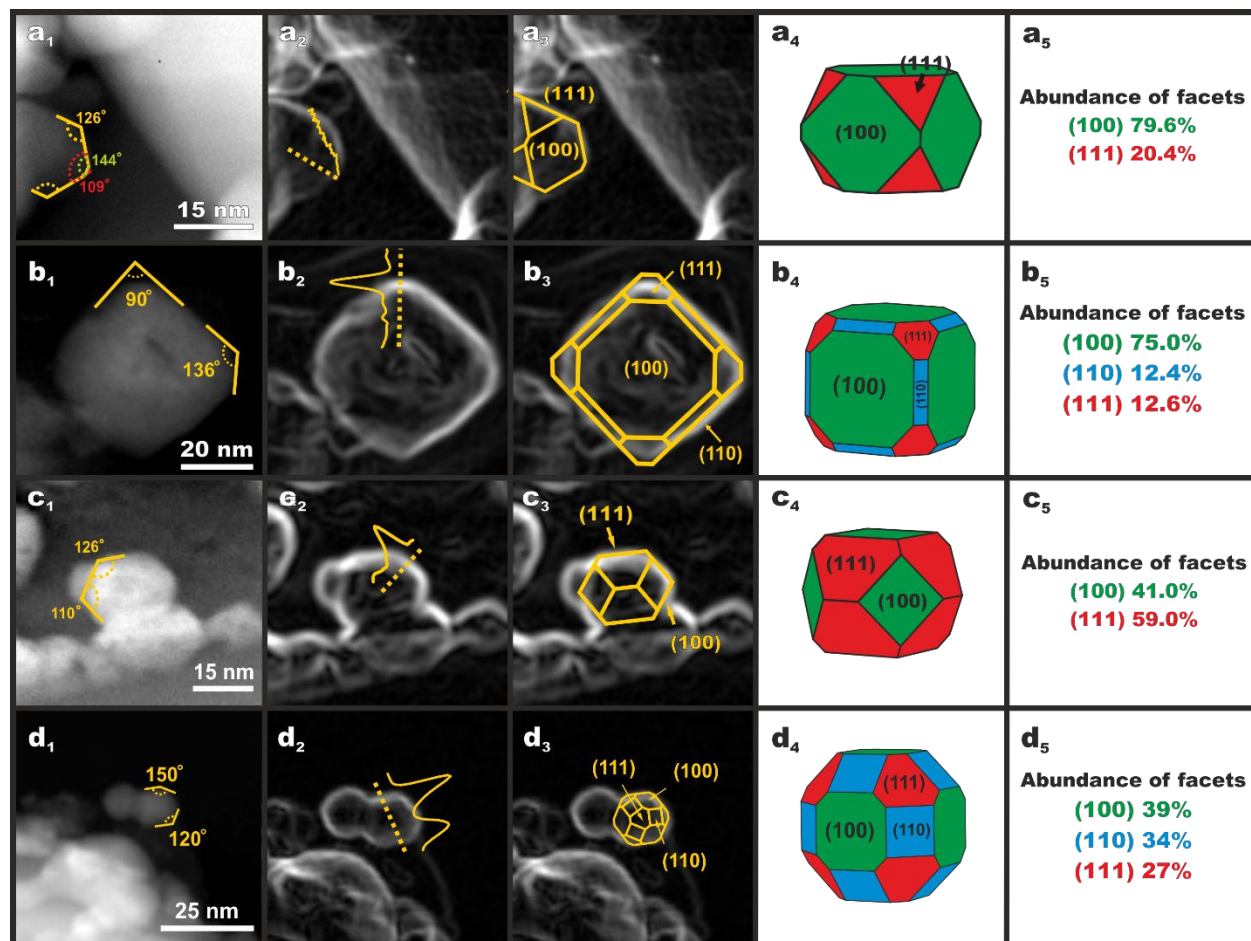 a₁
126°
144°
109°
15 nm
a₂
a₃
(111)
(100)
a₄
(111)
(100)
a₅
Abundance of facets
(100) 79.6%
(111) 20.4%
b₁
90°
136°
20 nm
b₂
b₃
(111)
(100)
(110)
b₄
(111)
(100)
(110)
b₅
Abundance of facets
(100) 75.0%
(110) 12.4%
(111) 12.6%
c₁
126°
110°
15 nm
c₂
c₃
(111)
(100)
c₄
(111)
(100)
c₅
Abundance of facets
(100) 41.0%
(111) 59.0%
d₁
150°
120°
25 nm
d₂
d₃
(111)
(100)
(110)
d₄
(111)
(100)
(110)
d₅
Abundance of facets
(100) 39%
(110) 34%
(111) 27%